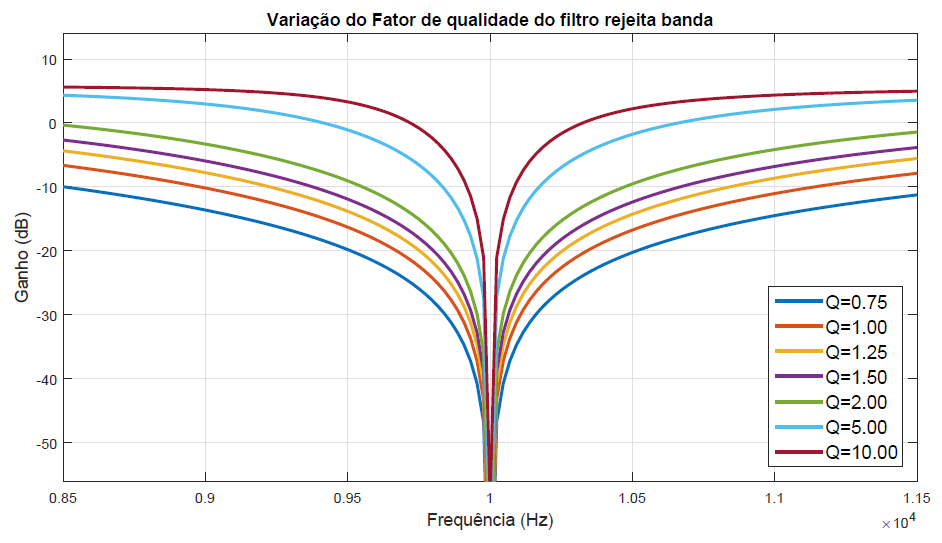 Variação do Fator de qualidade do filtro rejeita banda
Ganho (dB)
10
0
-10
-20
-30
-40
-50
0.85
0.9
0.95
1
1.05
1.1
1.15
×10^4
Frequência (Hz)
Q=0.75
Q=1.00
Q=1.25
Q=1.50
Q=2.00
Q=5.00
Q=10.00